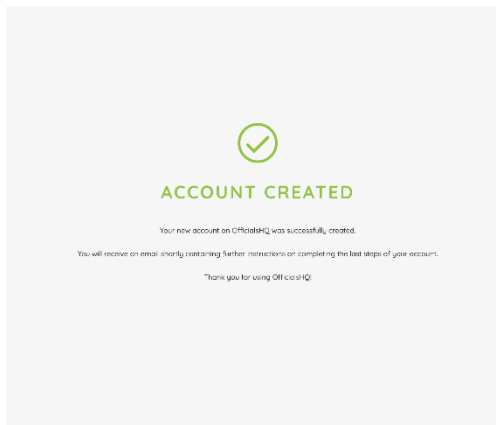 ACCOUNT CREATED
Your new account on OfficialsHQ was successfully created.
You will receive an email shortly containing further instructions on completing the last steps of your account.
Thank you for using OfficialsHQ!